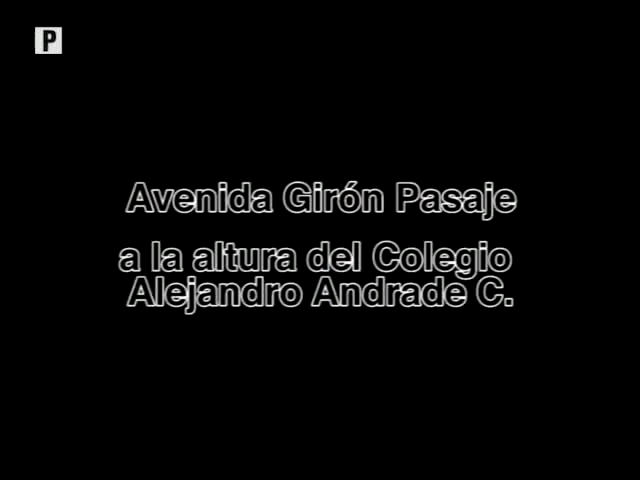 P
Avenida Girón Pasaje
a la altura del Colegio
Alejandro Andrade C.